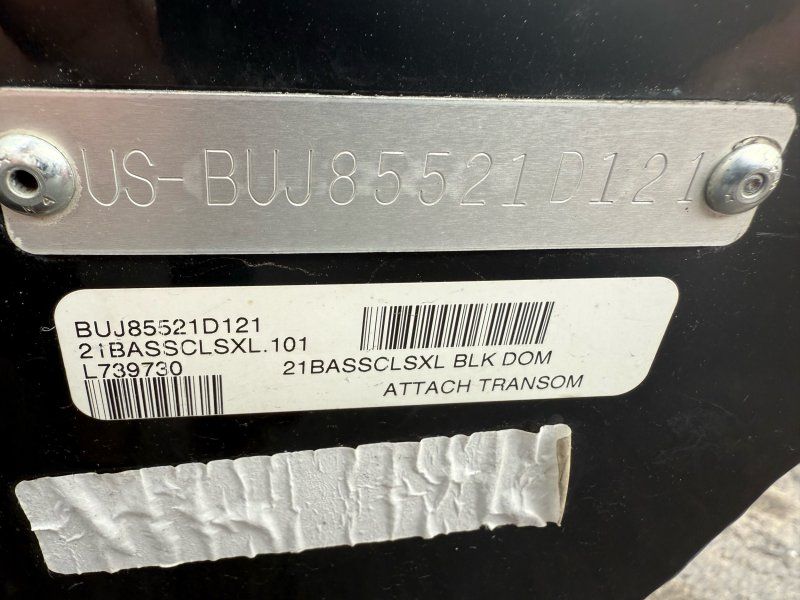 US-BUJ85521D121
BUJ85521D121
21BASSCLSXL.101
L739730
21BASSCLSXL BLK DOM
ATTACH TRANSOM